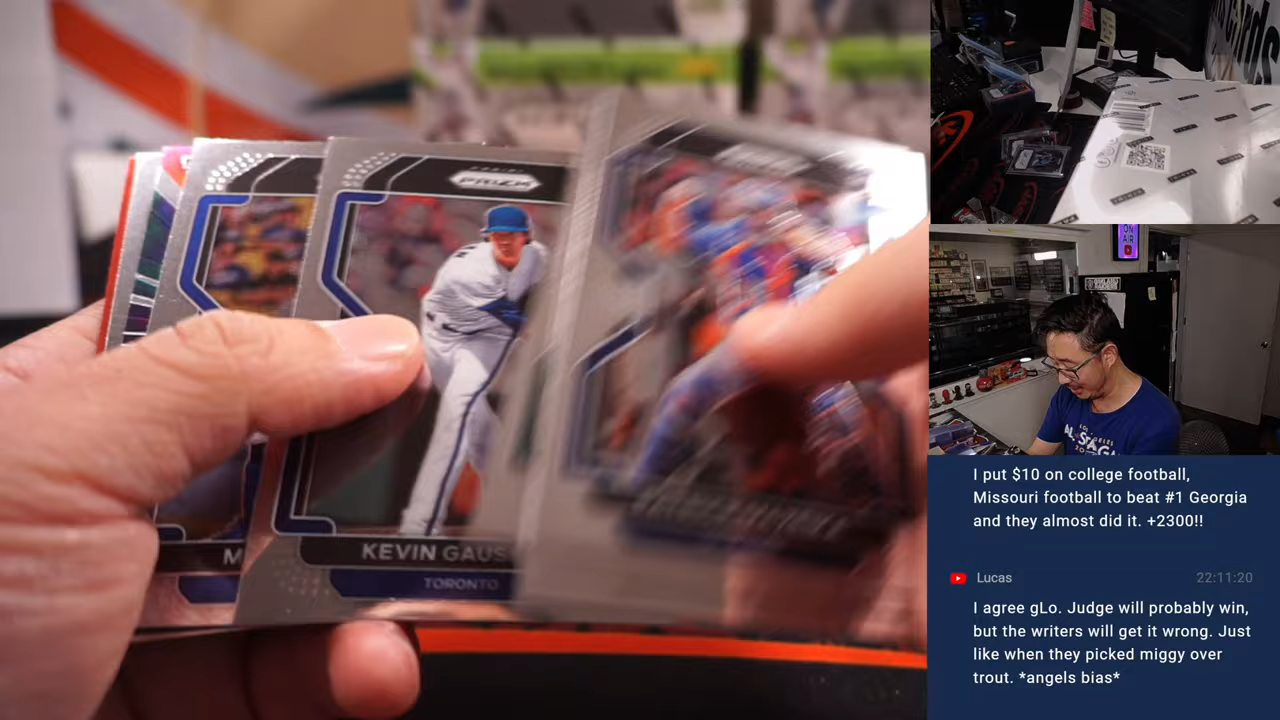 PRIZM
KEVIN GAUS
TORONTO
M
ON
AIR
I put $10 on college football,
Missouri football to beat #1 Georgia
and they almost did it. +2300!!
Lucas
22:11:20
I agree gLo. Judge will probably win,
but the writers will get it wrong. Just
like when they picked miggy over
trout. *angels bias*